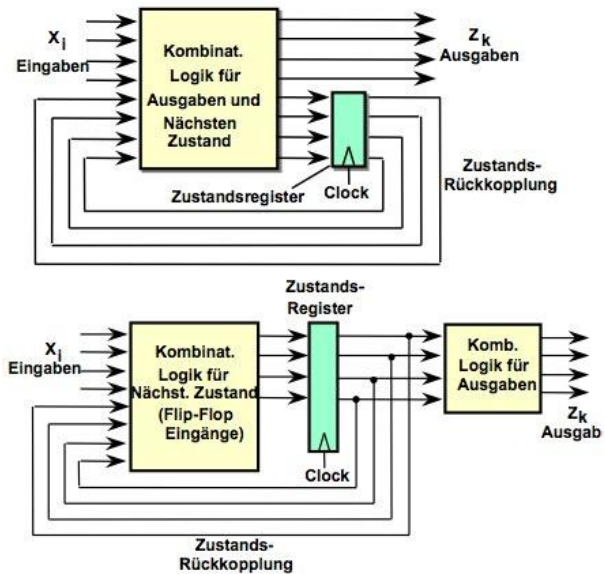 X i
Eingaben
Kombinat.
Logik für
Ausgaben und
Nächsten
Zustand
Z k
Ausgaben
Zustandsregister
Clock
Zustands-
Rückkopplung
Zustands-
Register
X i
Eingaben
Kombinat.
Logik für
Nächst. Zustand
(Flip-Flop
Eingänge)
Clock
Komb.
Logik für
Ausgaben
Z k
Ausgab
Zustands-
Rückkopplung